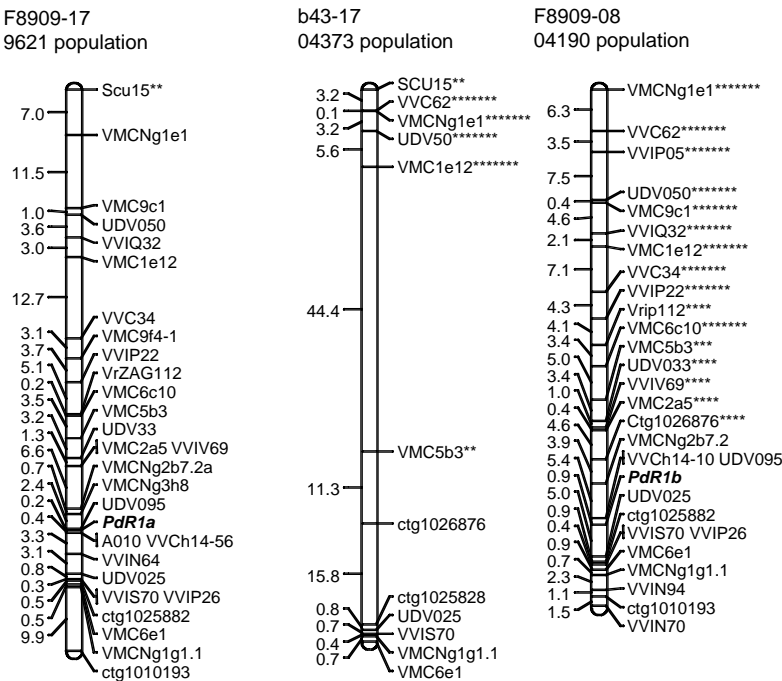 F8909-17
9621 population
Scu15**
7.0
VMCNg1e1
11.5
VMC9c1
1.0
UDV050
3.6
VVIQ32
3.0
VMC1e12
12.7
VVC34
3.1
VMC9f4-1
3.7
VVIP22
5.1
VrZAG112
0.2
VMC6c10
3.5
VMC5b3
3.2
UDV33
1.3
VMC2a5 VVIV69
6.6
VMCNg2b7.2a
0.7
VMCNg3h8
2.4
UDV095
0.2
PdR1a
0.4
A010 VVCh14-56
3.3
VVIN64
3.1
UDV025
0.8
VVIS70 VVIP26
0.3
ctg1025882
0.5
VMC6e1
0.5
VMCNg1g1.1
9.9
ctg1010193
b43-17
04373 population
SCU15**
3.2
VVC62*******
0.1
VMCNg1e1*******
3.2
UDV50*******
5.6
VMC1e12*******
44.4
VMC5b3**
11.3
ctg1026876
15.8
ctg1025828
0.8
UDV025
0.7
VVIS70
0.4
VMCNg1g1.1
0.7
VMC6e1
F8909-08
04190 population
VMCNg1e1*******
6.3
VVC62*******
3.5
VVIP05*******
7.5
UDV050*******
0.4
VMC9c1*******
4.6
VVIQ32*******
2.1
VMC1e12*******
7.1
VVC34*******
VVIP22*******
4.3
Vrip112****
4.1
VMC6c10*******
3.4
VMC5b3***
5.0
UDV033****
3.4
VVIV69****
1.0
VMC2a5****
0.4
Ctg1026876****
4.6
VMCNg2b7.2
3.9
VVCh14-10 UDV095
5.4
PdR1b
0.9
UDV025
5.0
ctg1025882
0.9
VVIS70 VVIP26
0.4
VMC6e1
0.9
VMCNg1g1.1
0.7
VVIN94
2.3
ctg1010193
1.1
VVIN70
1.5